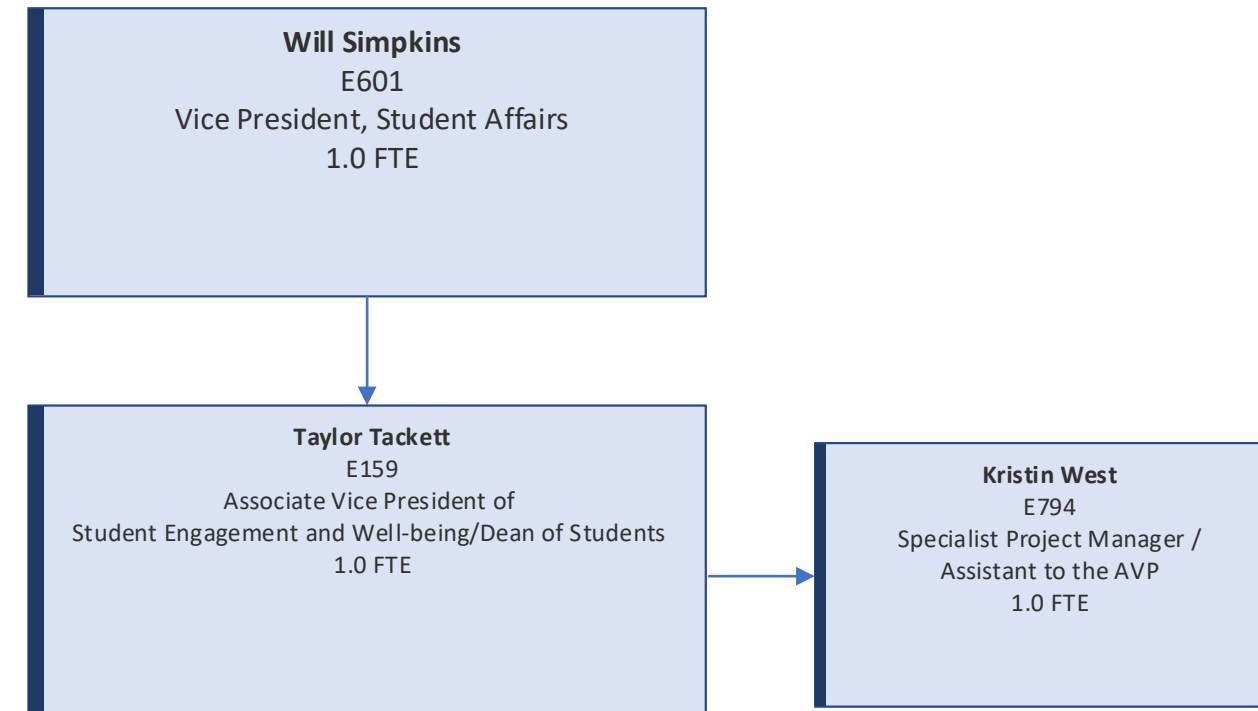 Will Simpkins
E601
Vice President, Student Affairs
1.0 FTE
Taylor Tackett
E159
Associate Vice President of
Student Engagement and Well-being/Dean of Students
1.0 FTE
Kristin West
E794
Specialist Project Manager /
Assistant to the AVP
1.0 FTE